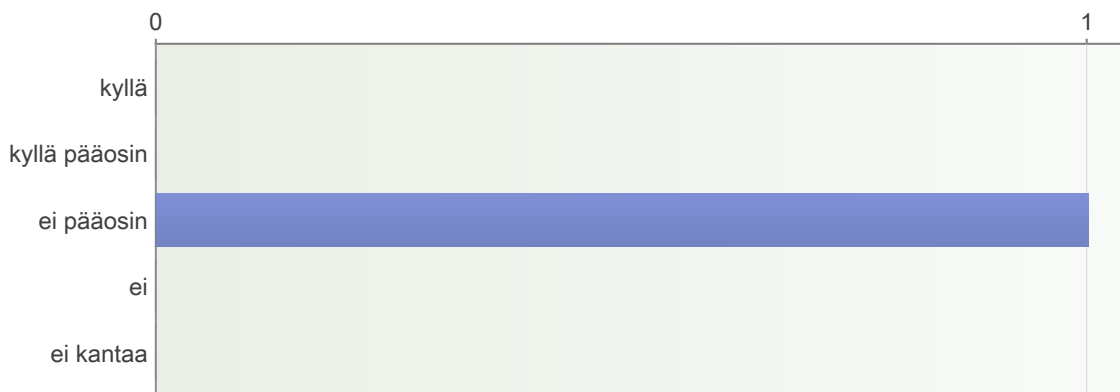 0 1
kyllä
kyllä pääosin
ei pääosin
ei
ei kantaa